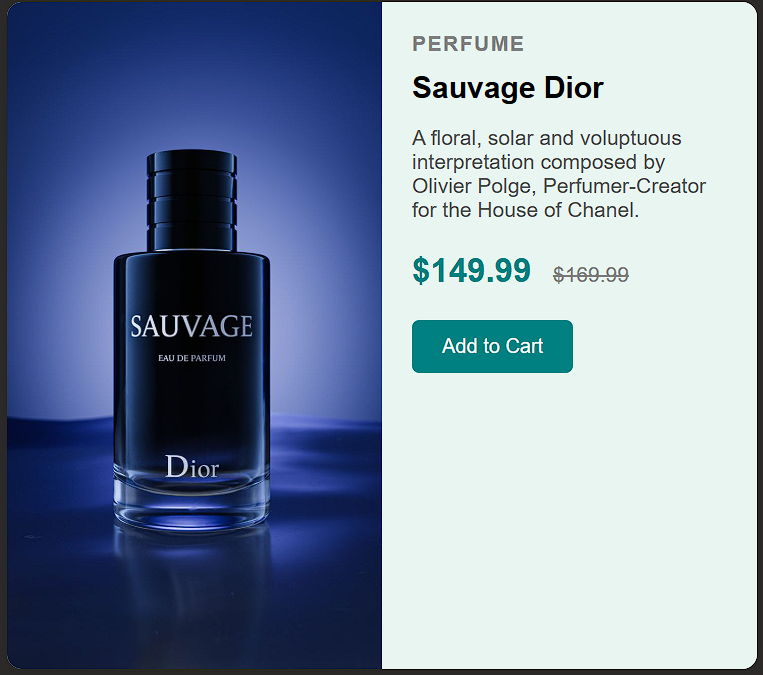 SAUVAGE
EAU DE PARFUM
Dior
PERFUME
Sauvage Dior
A floral, solar and voluptuous
interpretation composed by
Olivier Polge, Perfumer-Creator
for the House of Chanel.
$149.99 $169.99
Add to Cart